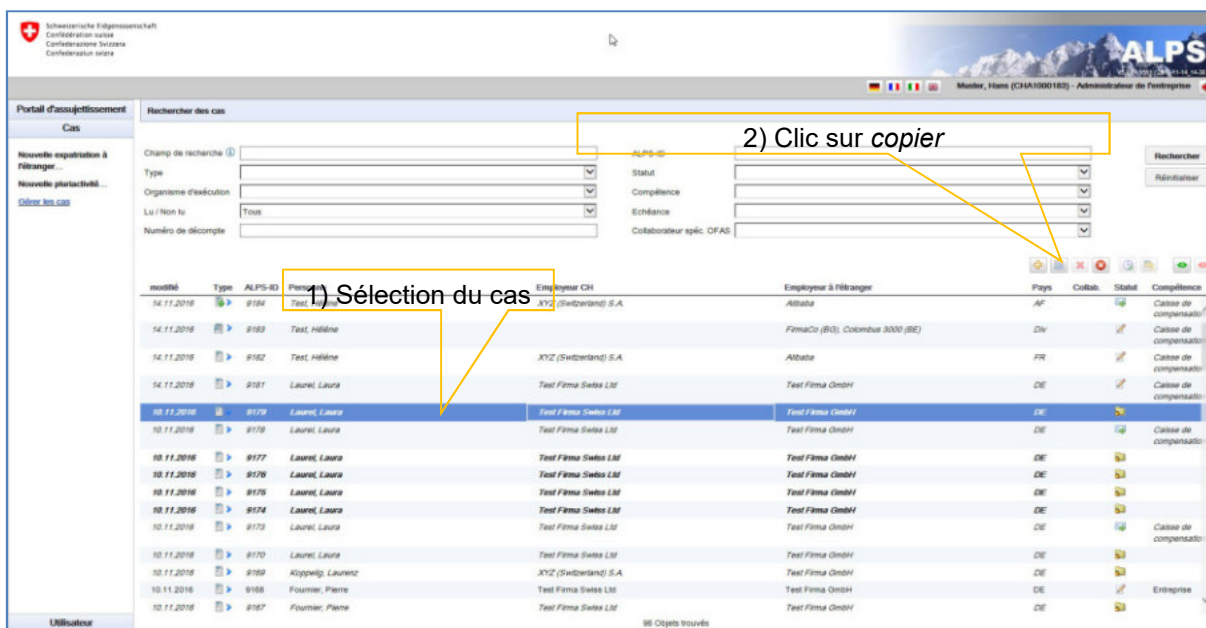 Schweizerische Eidgenossenschaft
Confédération suisse
Confederazione Svizzera
Confederaziun svizra
ALPS
Muster, Hans (CHA1000183) - Administrateur de l'entreprise
Portail d'assujettissement
Rechercher des cas
Cas
2) Clic sur copier
Nouvelle expatriation à
l'étranger...
Nouvelle pluriactivité...
Gérer les cas
Champ de recherche ALPS-ID Rechercher
Type Statut Réinitialiser
Organisme d'exécution Compétence
Lu / Non lu Tous Echéance
Numéro de décompte Collaborateur spéc. OFAS
1) Sélection du cas
modifié Type ALPS-ID Employeur CH Employeur à l'étranger Pays Collab. Statut Compétence
14.11.2016 9184 Test, Hélène XYZ (Switzerland) S.A. Alibaba AF Caisse de
compensatio
14.11.2016 9183 Test, Hélène FirmaCo (BG), Colombus 3000 (BE) Div Caisse de
compensatio
14.11.2016 9182 Test, Hélène XYZ (Switzerland) S.A. Alibaba FR Caisse de
compensatio
14.11.2016 9181 Laurel, Laura Test Firma Swiss Ltd Test Firma GmbH DE Caisse de
compensatio
10.11.2016 9179 Laurel, Laura Test Firma Swiss Ltd Test Firma GmbH DE
10.11.2016 9178 Laurel, Laura Test Firma Swiss Ltd Test Firma GmbH DE Caisse de
compensatio
10.11.2016 9177 Laurel, Laura Test Firma Swiss Ltd Test Firma GmbH DE
10.11.2016 9176 Laurel, Laura Test Firma Swiss Ltd Test Firma GmbH DE
10.11.2016 9175 Laurel, Laura Test Firma Swiss Ltd Test Firma GmbH DE
10.11.2016 9174 Laurel, Laura Test Firma Swiss Ltd Test Firma GmbH DE
10.11.2016 9173 Laurel, Laura Test Firma Swiss Ltd Test Firma GmbH DE Caisse de
compensatio
10.11.2016 9170 Laurel, Laura Test Firma Swiss Ltd Test Firma GmbH DE
10.11.2016 9169 Koppelig, Laurenz XYZ (Switzerland) S.A. Test Firma GmbH DE
10.11.2016 9168 Fournier, Pierre Test Firma Swiss Ltd Test Firma GmbH DE Entreprise
10.11.2016 9167 Fournier, Pierre Test Firma Swiss Ltd Test Firma GmbH DE
Utilisateur
98 Objets trouvés